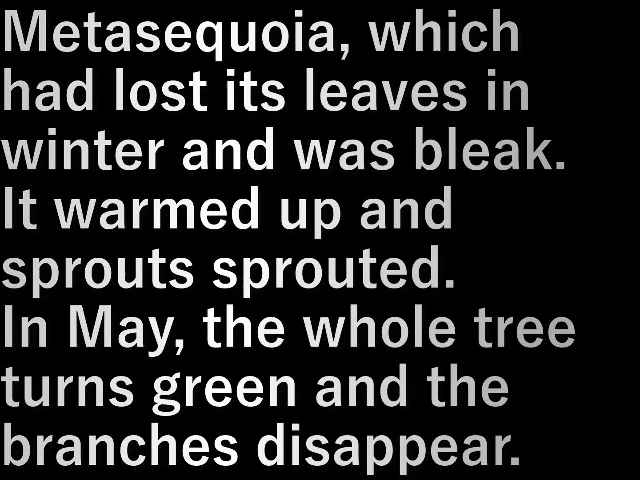 Metasequoia, which
had lost its leaves in
winter and was bleak.
It warmed up and
sprouts sprouted.
In May, the whole tree
turns green and the
branches disappear.